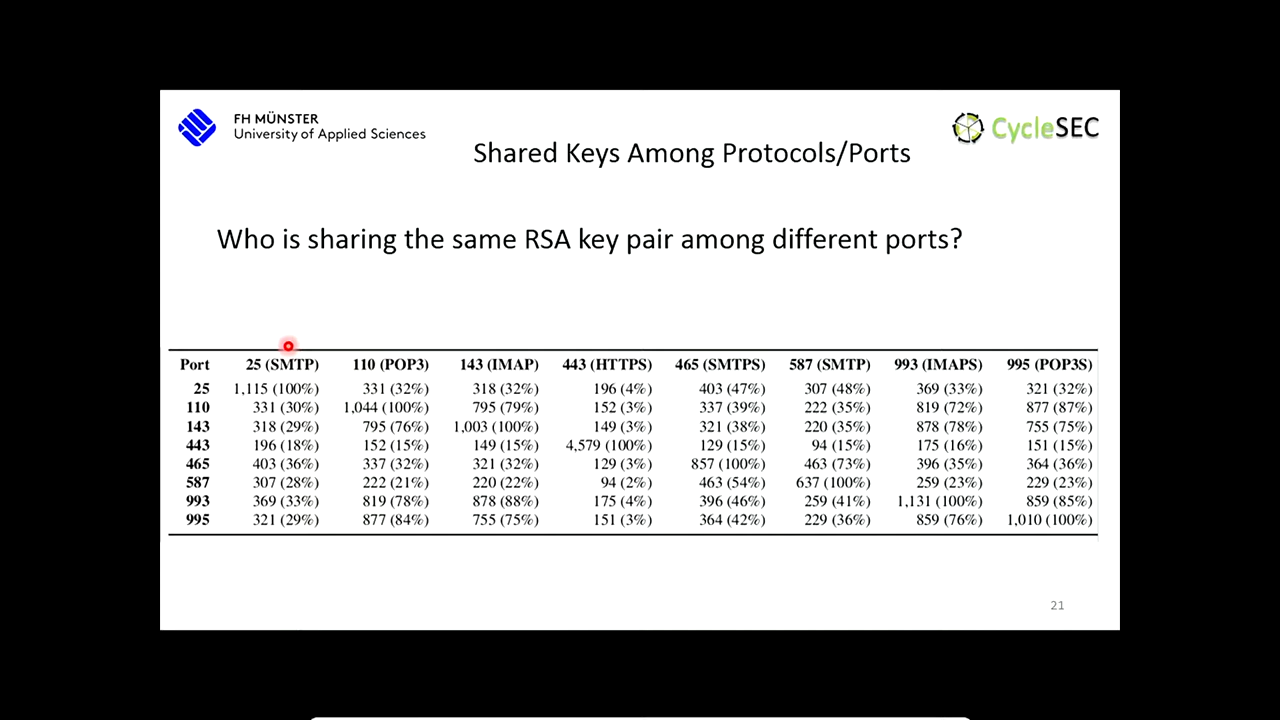 FH MÜNSTER
University of Applied Sciences
CycleSEC
Shared Keys Among Protocols/Ports
Who is sharing the same RSA key pair among different ports?
Port 25 (SMTP) 110 (POP3) 143 (IMAP) 443 (HTTPS) 465 (SMTPS) 587 (SMTP) 993 (IMAPS) 995 (POP3S)
25 1,115 (100%) 331 (32%) 318 (32%) 196 (4%) 403 (47%) 307 (48%) 369 (33%) 321 (32%)
110 331 (30%) 1,044 (100%) 795 (79%) 152 (3%) 337 (39%) 222 (35%) 819 (72%) 877 (87%)
143 318 (29%) 795 (76%) 1,003 (100%) 149 (3%) 321 (38%) 220 (35%) 878 (78%) 755 (75%)
443 196 (18%) 152 (15%) 149 (15%) 4,579 (100%) 129 (15%) 94 (15%) 175 (16%) 151 (15%)
465 403 (36%) 337 (32%) 321 (32%) 129 (3%) 857 (100%) 463 (73%) 396 (35%) 364 (36%)
587 307 (28%) 222 (21%) 220 (22%) 94 (2%) 463 (54%) 637 (100%) 259 (23%) 229 (23%)
993 369 (33%) 819 (78%) 878 (88%) 175 (4%) 396 (46%) 259 (41%) 1,131 (100%) 859 (85%)
995 321 (29%) 877 (84%) 755 (75%) 151 (3%) 364 (42%) 229 (36%) 859 (76%) 1,010 (100%)
21